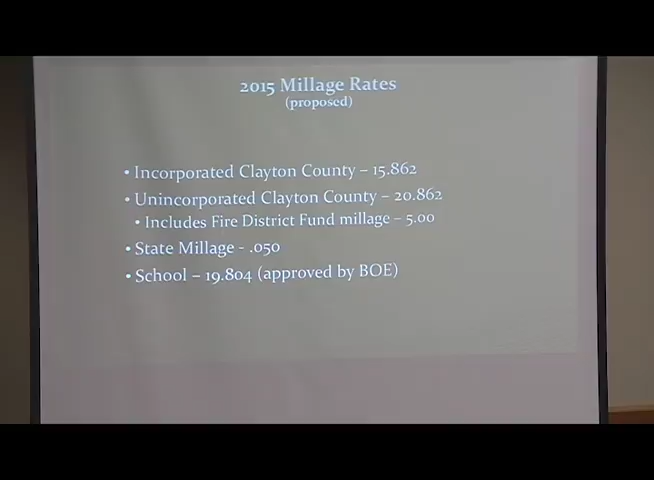 2015 Millage Rates
(proposed)
• Incorporated Clayton County – 15.862
• Unincorporated Clayton County – 20.862
• Includes Fire District Fund millage – 5.00
• State Millage - .050
• School – 19.804 (approved by BOE)